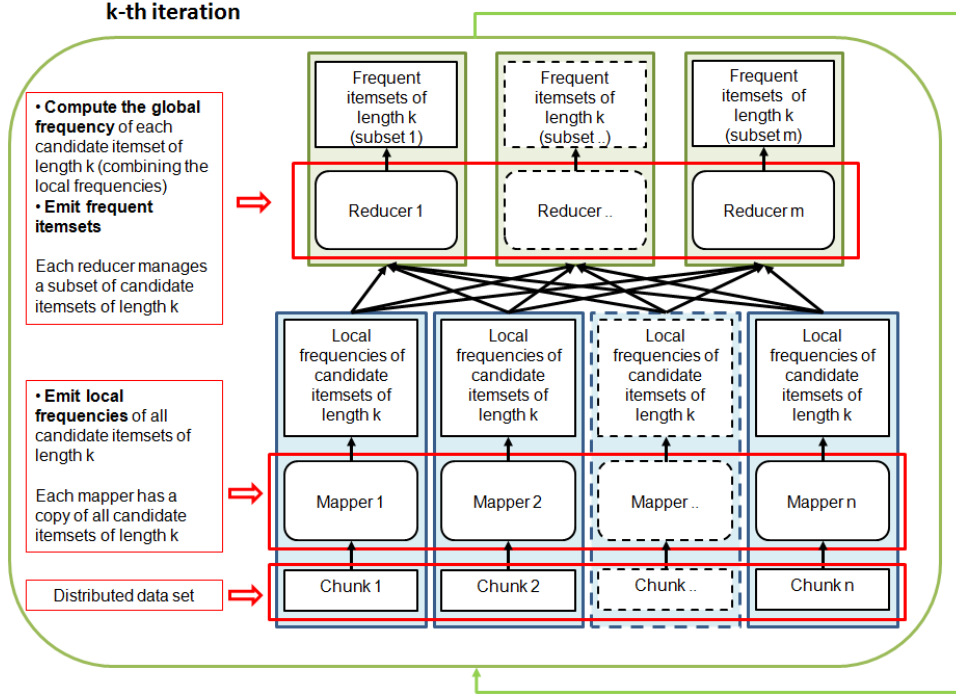 k-th iteration
• Compute the global
frequency of each
candidate itemset of
length k (combining the
local frequencies)
• Emit frequent
itemsets
Each reducer manages
a subset of candidate
itemsets of length k
Frequent
itemsets of
length k
(subset 1)
Frequent
itemsets of
length k
(subset ..)
Frequent
itemsets of
length k
(subset m)
Reducer 1
Reducer ..
Reducer m
Local
frequencies of
candidate
itemsets of
length k
Local
frequencies of
candidate
itemsets of
length k
Local
frequencies of
candidate
itemsets of
length k
Local
frequencies of
candidate
itemsets of
length k
• Emit local
frequencies of all
candidate itemsets of
length k
Each mapper has a
copy of all candidate
itemsets of length k
Mapper 1
Mapper 2
Mapper ..
Mapper n
Distributed data set
Chunk 1
Chunk 2
Chunk ..
Chunk n